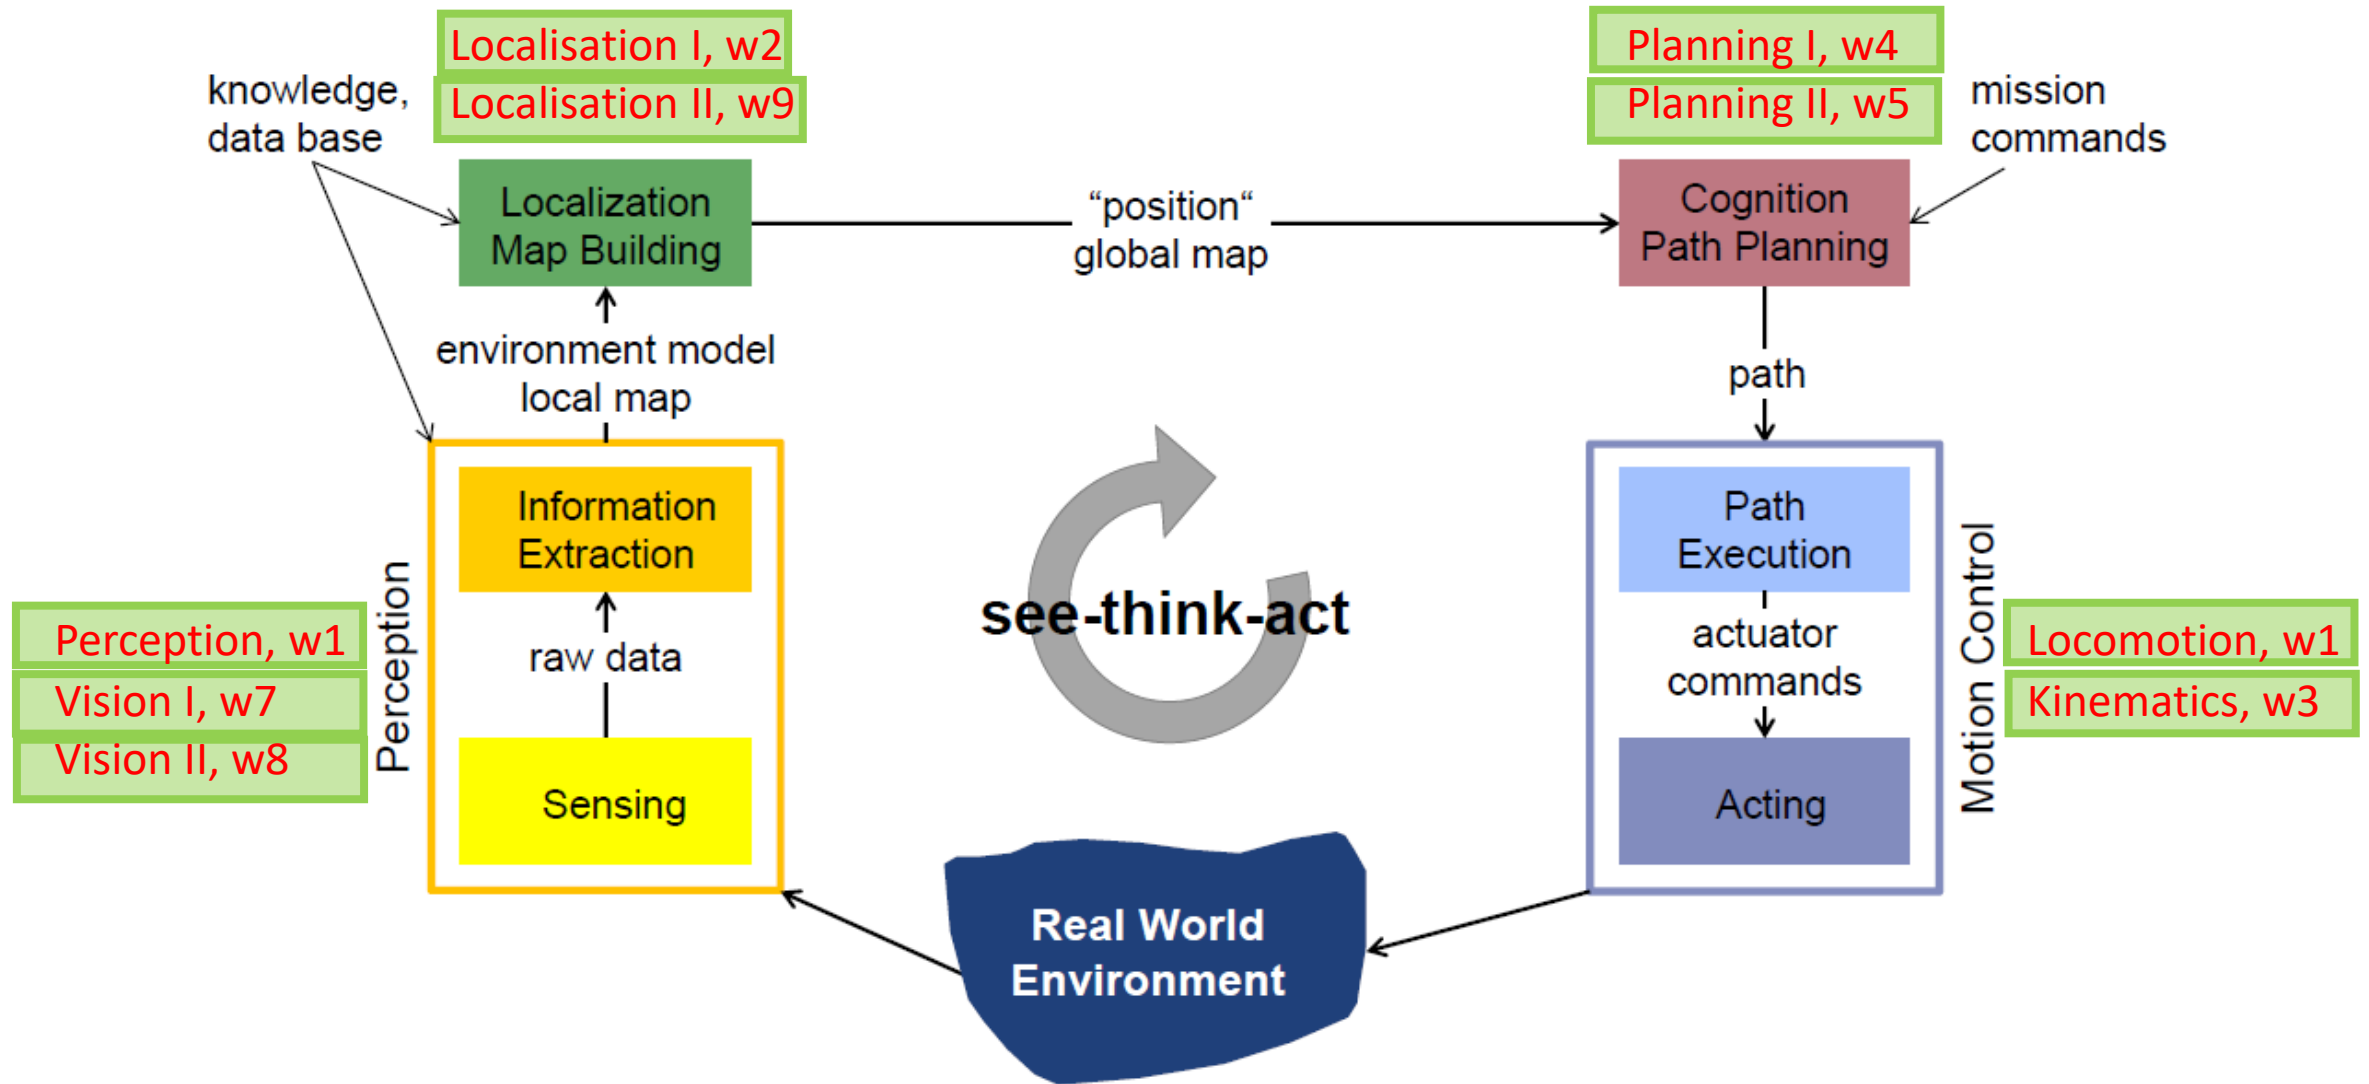 Localisation I, w2
Localisation II, w9
knowledge,
data base
Localization
Map Building
“position“
global map
Planning I, w4
Planning II, w5
mission
commands
Cognition
Path Planning
environment model
local map
path
Information
Extraction
raw data
Sensing
Perception
Perception, w1
Vision I, w7
Vision II, w8
see-think-act
Path
Execution
actuator
commands
Acting
Motion Control
Locomotion, w1
Kinematics, w3
Real World
Environment